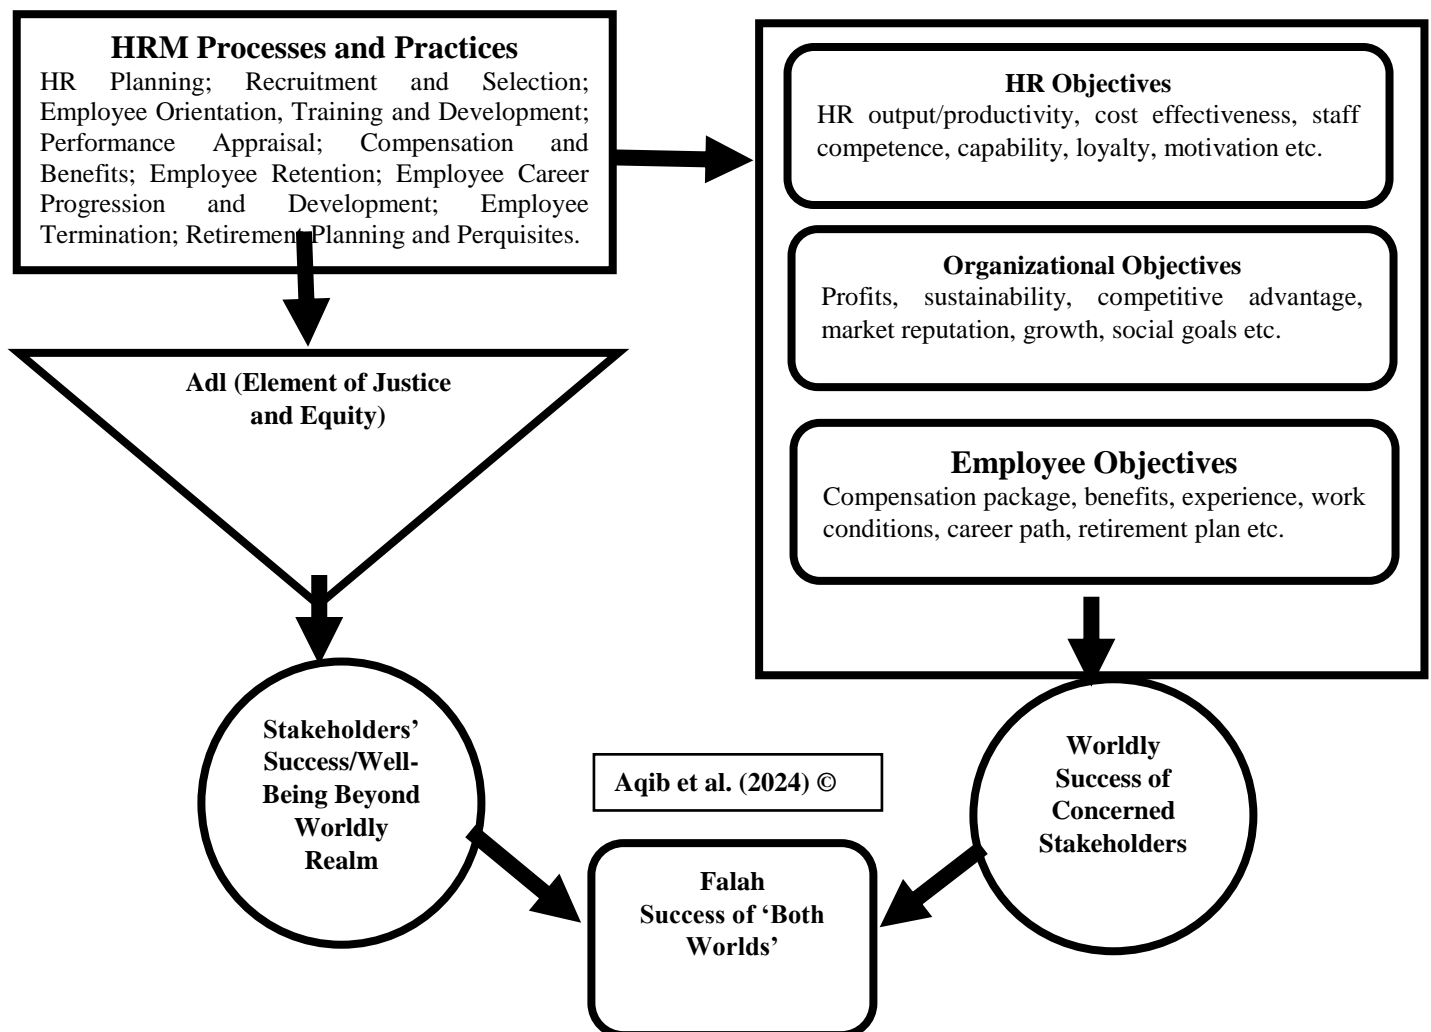 HRM Processes and Practices
HR Planning; Recruitment and Selection;
Employee Orientation, Training and Development;
Performance Appraisal; Compensation and
Benefits; Employee Retention; Employee Career
Progression and Development; Employee
Termination; Retirement Planning and Perquisites.
HR Objectives
HR output/productivity, cost effectiveness, staff
competence, capability, loyalty, motivation etc.
Organizational Objectives
Profits, sustainability, competitive advantage,
market reputation, growth, social goals etc.
Employee Objectives
Compensation package, benefits, experience, work
conditions, career path, retirement plan etc.
Adl (Element of Justice
and Equity)
Stakeholders’
Success/Well-
Being Beyond
Worldly
Realm
Worldly
Success of
Concerned
Stakeholders
Aqib et al. (2024) ©
Falah
Success of ‘Both
Worlds’